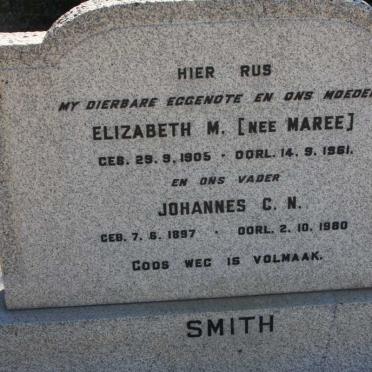 HIER RUS
MY DIERBARE EGGENOTE EN ONS MOEDER
ELIZABETH M. [NEE MAREE]
GEB. 29. 9. 1905 · OORL. 14. 9. 1961.
EN ONS VADER
JOHANNES C. N.
GEB. 7. 6. 1897 · OORL. 2. 10. 1980
GODS WEG IS VOLMAAK.
SMITH